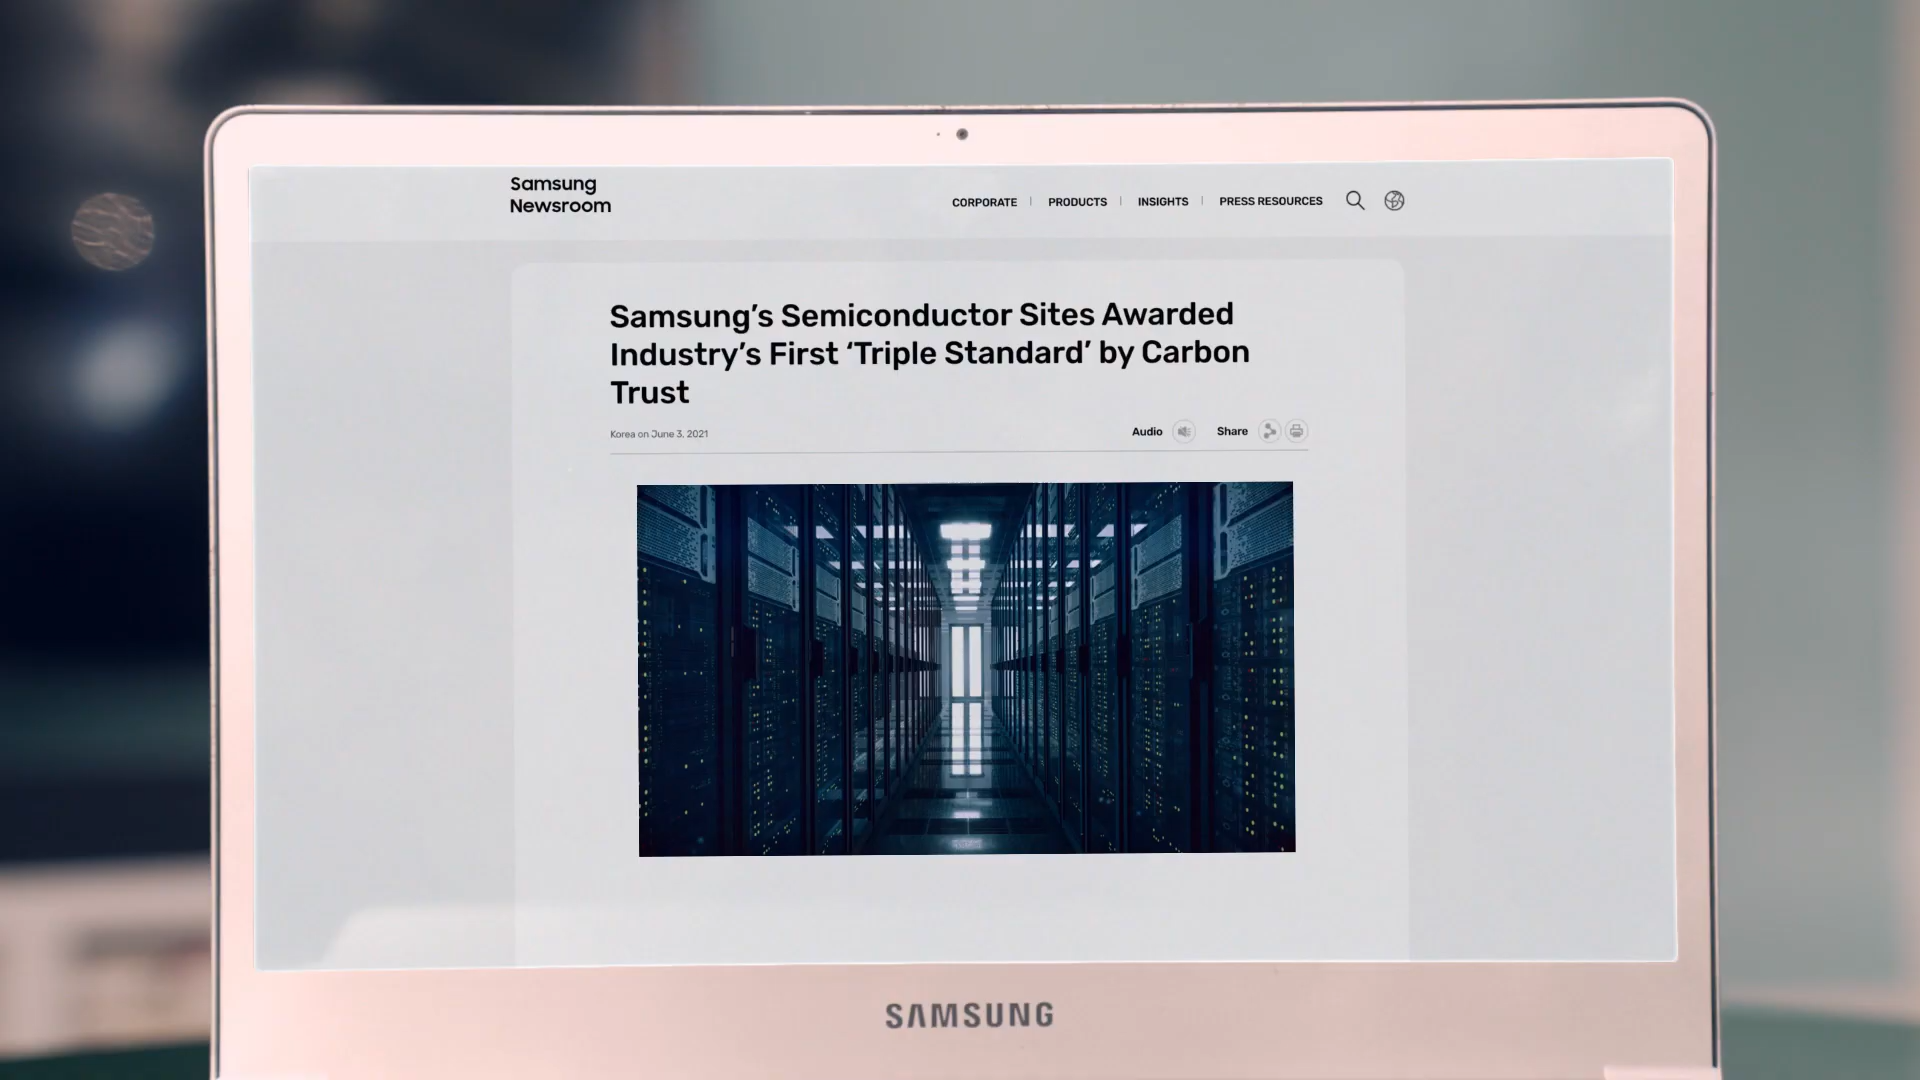 Samsung
Newsroom
CORPORATE
PRODUCTS
INSIGHTS
PRESS RESOURCES
Samsung's Semiconductor Sites Awarded
Industry's First ‘Triple Standard’ by Carbon
Trust
Korea on June 3, 2021
Audio
Share
SAMSUNG